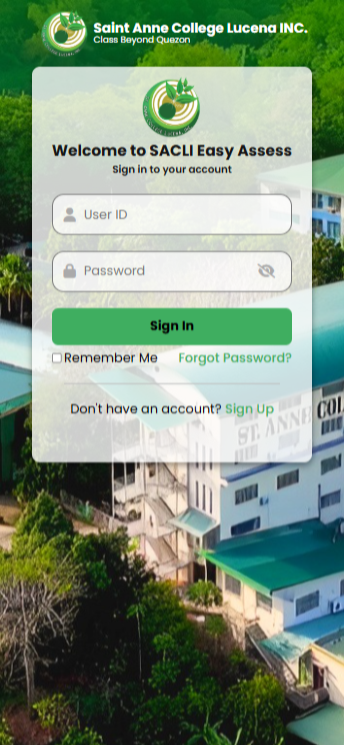 Saint Anne College Lucena INC.
Class Beyond Quezon
Welcome to SACLI Easy Assess
Sign in to your account
User ID
Password
Sign In
Remember Me Forgot Password?
Don't have an account? Sign Up
ST. ANNE COL